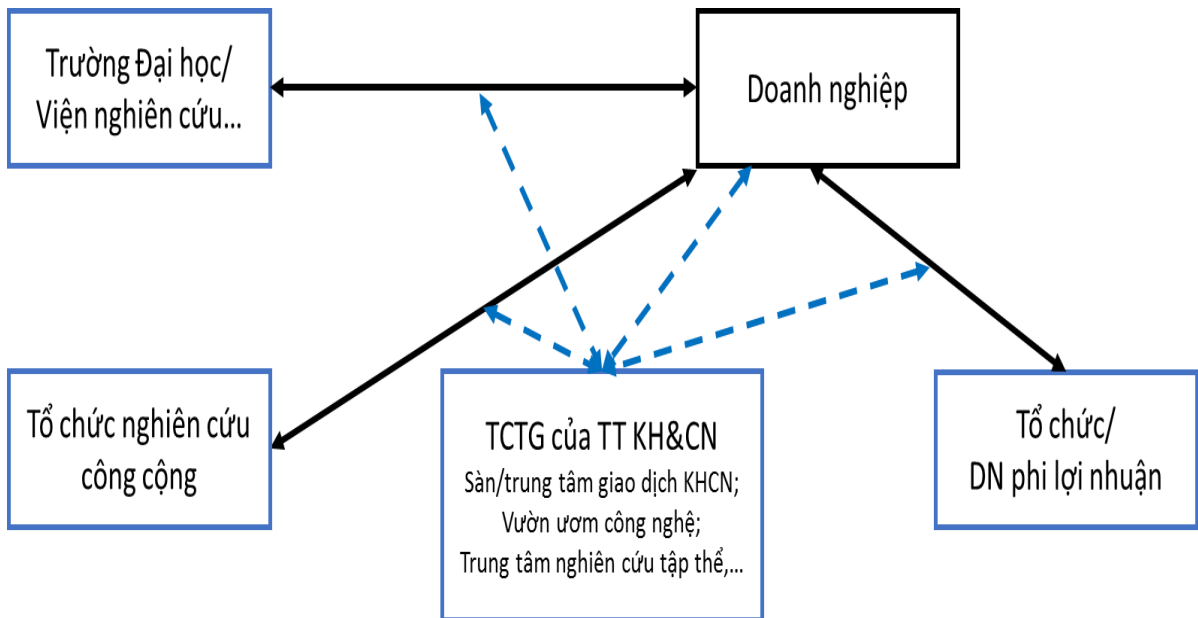 Trường Đại học/
Viện nghiên cứu...
Doanh nghiệp
Tổ chức nghiên cứu
công cộng
TCTG của TT KH&CN
Sàn/trung tâm giao dịch KHCN;
Vườn ươm công nghệ;
Trung tâm nghiên cứu tập thể,...
Tổ chức/
DN phi lợi nhuận